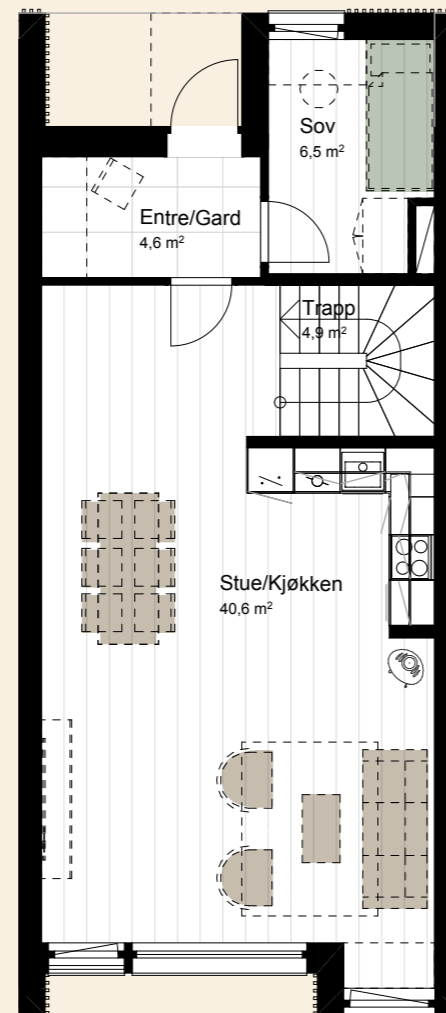 Sov
6,5 m²
Entre/Gard
4,6 m²
Trapp
4,9 m²
Stue/Kjøkken
40,6 m²